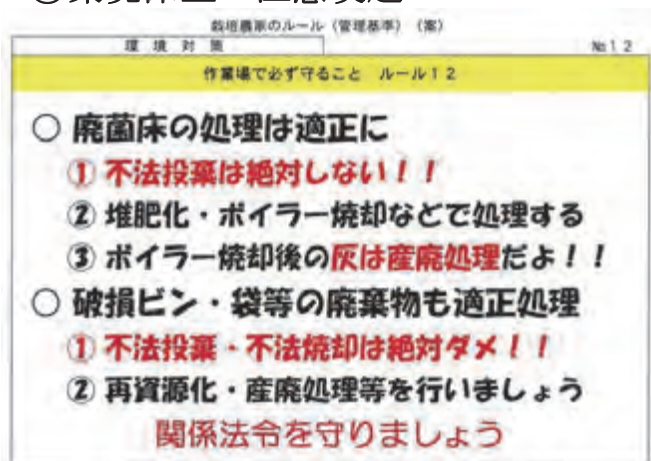 栽培農家のルール（管理基準）（案）
環境対策
№12
作業場で必ず守ること ルール12
○ 廃菌床の処理は適正に
① 不法投棄は絶対しない！！
② 堆肥化・ボイラー焼却などで処理する
③ ボイラー焼却後の灰は産廃処理だよ！！
○ 破損ビン・袋等の廃棄物も適正処理
① 不法投棄・不法焼却は絶対ダメ！！
② 再資源化・産廃処理等を行いましょう
関係法令を守りましょう